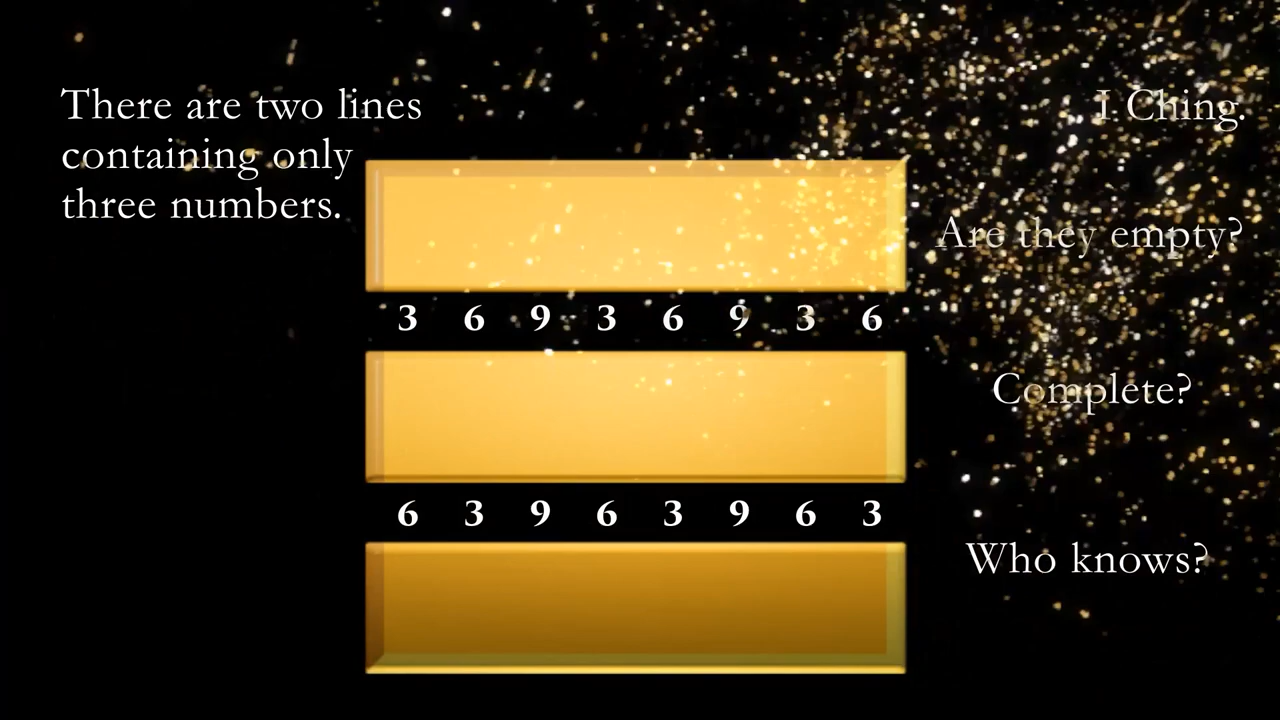 There are two lines
containing only
three numbers.
I Ching.
Are they empty?
3 6 9 3 6 9 3 6
Complete?
6 3 9 6 3 9 6 3
Who knows?